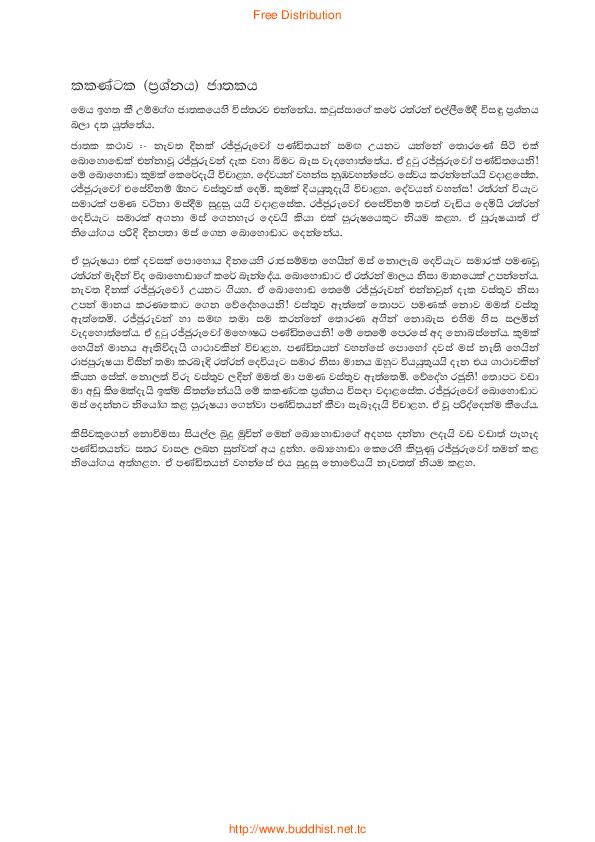 Free Distribution
කකණ්ටක (ප්‍රශ්නය) ජාතකය
මෙය ඉහත කී උම්මග්ග ජාතකයෙහි විස්තරව එන්නේය. කටුස්සාගේ කරේ රත්රන් එල්ලීමේදී විසඳු ප්‍රශ්නය
බලා දත යුත්තේය.
ජාතක කථාව :- නැවත දිනක් රජ්ජුරුවෝ පණ්ඩිතයන් සමඟ උයනට යන්නේ තොරණේ සිටි එක්
බොහොඬෙක් එන්නාවූ රජ්ජුරුවන් දැක වහා බිමට බැස වැදහොත්තේය. ඒ දුටු රජ්ජුරුවෝ පණ්ඩිතයෙනි!
මේ බොහොඩා කුමක් කෙරේදැයි විචාළහ. දේවයන් වහන්ස නුඹවහන්සේට සේවය කරන්නේයයි වදාළසේක.
රජ්ජුරුවෝ එසේවීනම් ඕහට වස්තුවක් දෙමි. කුමක් දියයුතුදැයි විචාළහ. දේවයන් වහන්ස! රත්රන් වියැට
සමාරක් පමණ වටිනා මස්දීම සුදුසු යයි වදාළසේක. රජ්ජුරුවෝ එසේවිනම් තවත් වැඩිය දෙමියි රත්රන්
දෙවියැට සමාරක් අගනා මස් ගෙනහැර දෙවයි කියා එක් පුරුෂයෙකුට නියම කළහ. ඒ පුරුෂයාත් ඒ
නියෝගය පරිදි දිනපතා මස් ගෙන බොහොඬාට දෙන්නේය.
ඒ පුරුෂයා එක් දවසක් පොහොය දිනයෙහි රාජසම්මත හෙයින් මස් නොලැබ දෙවියැට සමාරක් පමණවූ
රත්රන් මැදින් විද බොහොඩාගේ කරේ බැන්දේය. බොහොඩාට ඒ රත්රන් මාලය නිසා මානයෙක් උපන්නේය.
නැවත දිනක් රජ්ජුරුවෝ උයනට ගියහ. ඒ බොහොඩ තෙමේ රජ්ජුරුවන් එන්නවුන් දැක වස්තුව නිසා
උපන් මානය කරණකොට ගෙන වේදේහයෙනි! වස්තුව ඇත්තේ තොපට පමණක් නොව මමත් වස්තු
ඇත්තෙමි. රජ්ජුරුවන් හා සමඟ තමා සම කරන්නේ තොරණ අගින් නොබැස එහිම හිස සලමින්
වැදහොත්තේය. ඒ දුටු රජ්ජුරුවෝ මහෞෂධ පණ්ඩිතයෙනි! මේ තෙමේ පෙරසේ අද නොබස්නේය. කුමක්
හෙයින් මානය ඇතිවීදැයි ගාථාවකින් විචාළහ. පණ්ඩිතයන් වහන්සේ පොහෝ දවස් මස් නැති හෙයින්
රාජපුරුෂයා විසින් තමා කරබැඳි රත්රන් දෙවියැට සමාර නිසා මානය ඔහුට වියයුතුයයි දැන එය ගාථාවකින්
කියන සේක්. නොලත් විරූ වස්තුව ලදින් මමත් මා පමණ වස්තුව ඇත්තෙමි. වේදේහ රජුනි! තොපට වඩා
මා අඩු කිමෙක්දැයි ඉක්ම සිතන්නේයයි මේ කකණ්ටක ප්‍රශ්නය විසඳා වදාළසේක. රජ්ජුරුවෝ බොහොඬාට
මස් දෙන්නට නියෝග කළ පුරුෂයා ගෙන්වා පණ්ඩිතයන් කීවා සැබෑදැයි විචාළහ. ඒ වූ පරිද්දෙන්ම කීයේය.
කිසිවකුගෙන් නොවිමසා සියල්ල බුදු මුවින් මෙන් බොහොඩාගේ අදහස දන්නා ලදැයි වඩ වඩාත් පැහැද
පණ්ඩිතයන්ට සතර වාසල ලබන සුන්වත් අය දුන්හ. බොහොඬා කෙරෙහි කිපුණු රජ්ජුරුවෝ තමන් කළ
නියෝගය අත්හළහ. ඒ පණ්ඩිතයන් වහන්සේ එය සුදුසු නොවේයයි නැවතත් නියම කළහ.
http://www.buddhist.net.tc